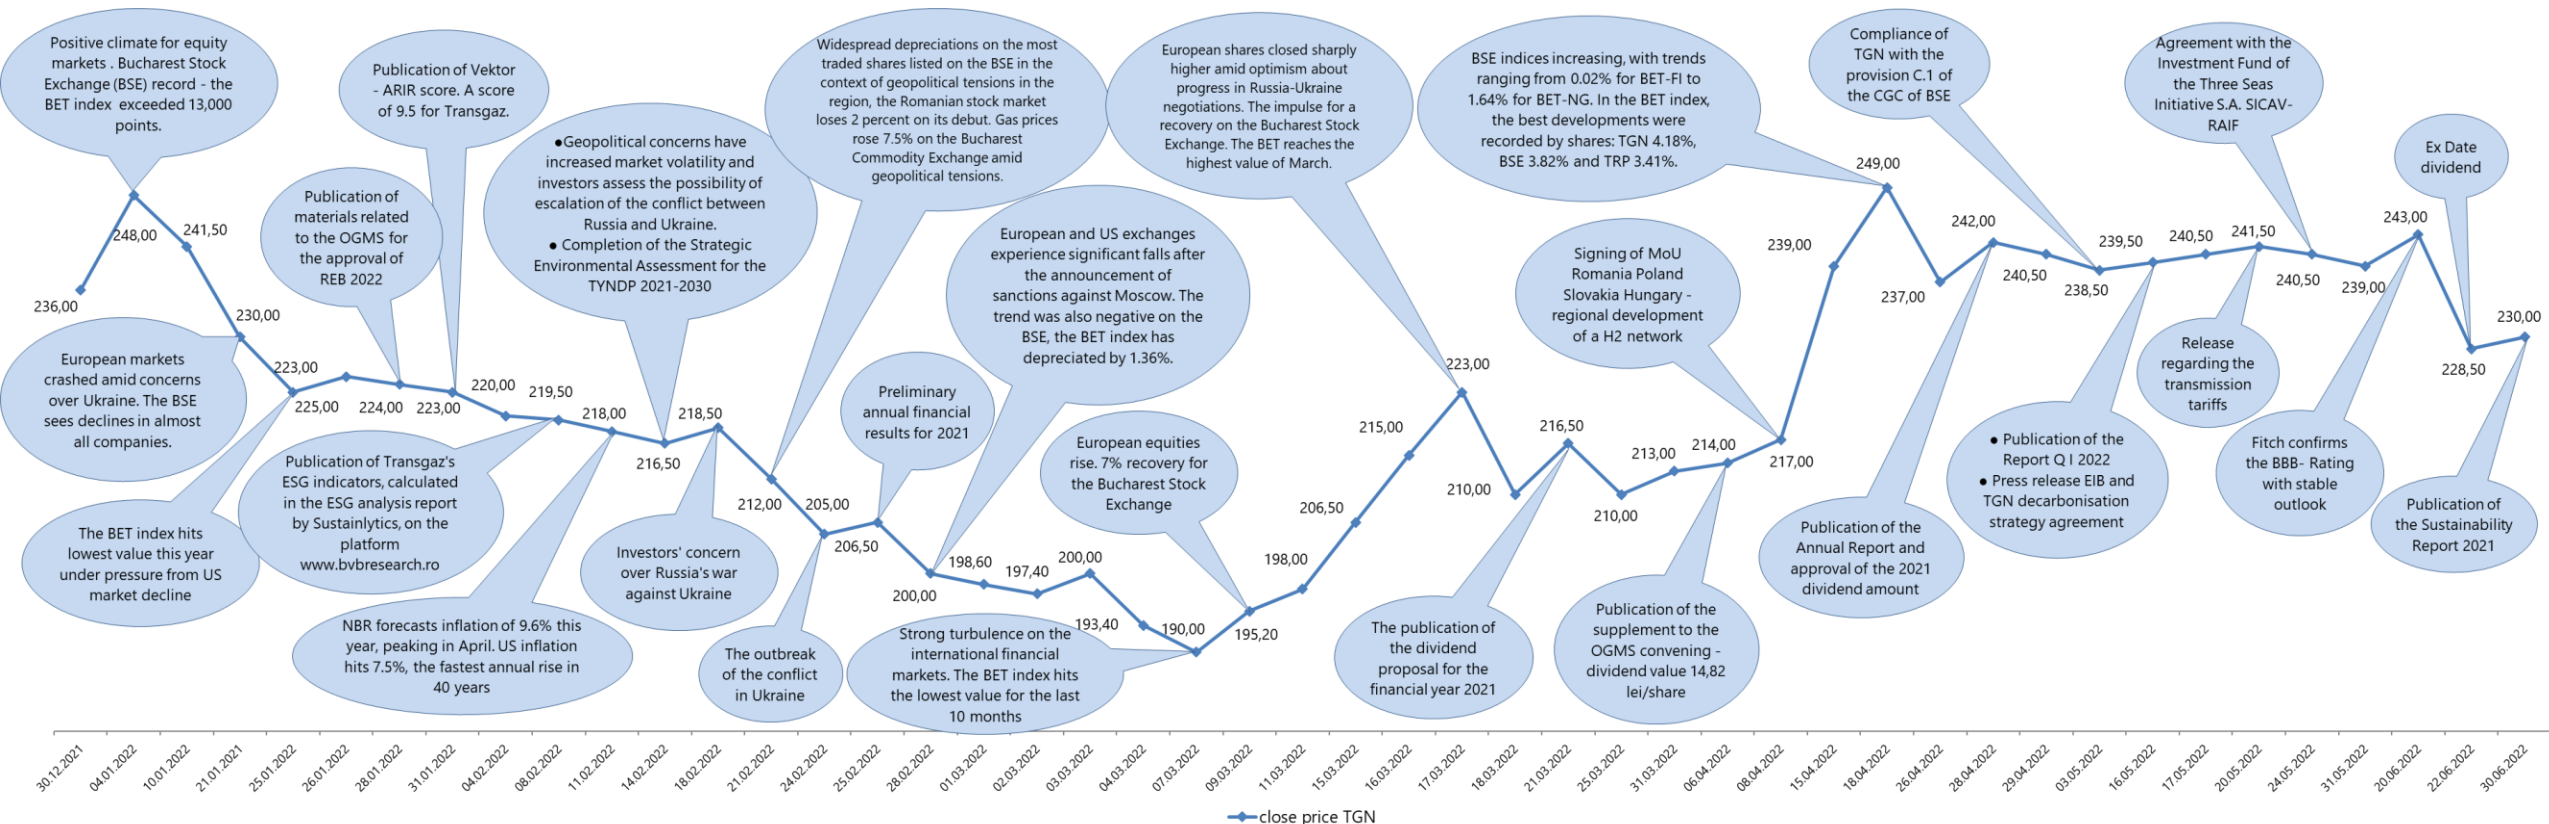 Positive climate for equity
markets . Bucharest Stock
Exchange (BSE) record - the
BET index  exceeded 13,000
points.
Publication of Vektor
- ARIR score. A score
of 9.5 for Transgaz.
Publication of
materials related
to the OGMS for
the approval of
REB 2022
●Geopolitical concerns have
increased market volatility and
investors assess the possibility of
escalation of the conflict between
Russia and Ukraine.
● Completion of the Strategic
Environmental Assessment for the
TYNDP 2021-2030
Widespread depreciations on the most
traded shares listed on the BSE in the
context of geopolitical tensions in the
region, the Romanian stock market
loses 2 percent on its debut. Gas prices
rose 7.5% on the Bucharest
Commodity Exchange amid
geopolitical tensions.
European and US exchanges
experience significant falls after
the announcement of
sanctions against Moscow. The
trend was also negative on the
BSE, the BET index has
depreciated by 1.36%.
European shares closed sharply
higher amid optimism about
progress in Russia-Ukraine
negotiations. The impulse for a
recovery on the Bucharest Stock
Exchange. The BET reaches the
highest value of March.
BSE indices increasing, with trends
ranging from 0.02% for BET-FI to
1.64% for BET-NG. In the BET index,
the best developments were
recorded by shares: TGN 4.18%,
BSE 3.82% and TRP 3.41%.
Signing of MoU
Romania Poland
Slovakia Hungary -
regional development
of a H2 network
Compliance of
TGN with the
provision C.1 of
the CGC of BSE
Agreement with the
Investment Fund of
the Three Seas
Initiative S.A. SICAV-
RAIF
Ex Date
dividend
European markets
crashed amid concerns
over Ukraine. The BSE
sees declines in almost
all companies.
The BET index hits
lowest value this year
under pressure from US
market decline
Publication of Transgaz's
ESG indicators, calculated
in the ESG analysis report
by Sustainlytics, on the
platform
www.bvbresearch.ro
NBR forecasts inflation of 9.6% this
year, peaking in April. US inflation
hits 7.5%, the fastest annual rise in
40 years
Investors' concern
over Russia's war
against Ukraine
The outbreak
of the conflict
in Ukraine
Preliminary
annual financial
results for 2021
Strong turbulence on the
international financial
markets. The BET index hits
the lowest value for the last
10 months
European equities
rise. 7% recovery for
the Bucharest Stock
Exchange
The publication of
the dividend
proposal for the
financial year 2021
Publication of the
supplement to the
OGMS convening -
dividend value 14,82
lei/share
Publication of the
Annual Report and
approval of the 2021
dividend amount
● Publication of the
Report Q I 2022
● Press release EIB and
TGN decarbonisation
strategy agreement
Release
regarding the
transmission
tariffs
Fitch confirms
the BBB- Rating
with stable
outlook
Publication of
the Sustainability
Report 2021
236,00
248,00
241,50
230,00
223,00
225,00
224,00
223,00
220,00
219,50
218,00
216,50
218,50
212,00
205,00
206,50
200,00
198,60
197,40
200,00
193,40
190,00
195,20
198,00
206,50
215,00
223,00
210,00
216,50
210,00
213,00
214,00
217,00
239,00
249,00
237,00
242,00
240,50
238,50
239,50
240,50
241,50
240,50
239,00
243,00
228,50
230,00
30.12.2021
04.01.2022
10.01.2022
21.01.2021
25.01.2022
26.01.2022
28.01.2022
31.01.2022
04.02.2022
08.02.2022
11.02.2022
14.02.2022
18.02.2022
21.02.2022
24.02.2022
25.02.2022
28.02.2022
01.03.2022
02.03.2022
03.03.2022
04.03.2022
07.03.2022
09.03.2022
11.03.2022
15.03.2022
16.03.2022
17.03.2022
18.03.2022
21.03.2022
25.03.2022
31.03.2022
06.04.2022
08.04.2022
15.04.2022
18.04.2022
26.04.2022
28.04.2022
29.04.2022
03.05.2022
16.05.2022
17.05.2022
20.05.2022
24.05.2022
31.05.2022
20.06.2022
22.06.2022
30.06.2022
close price TGN